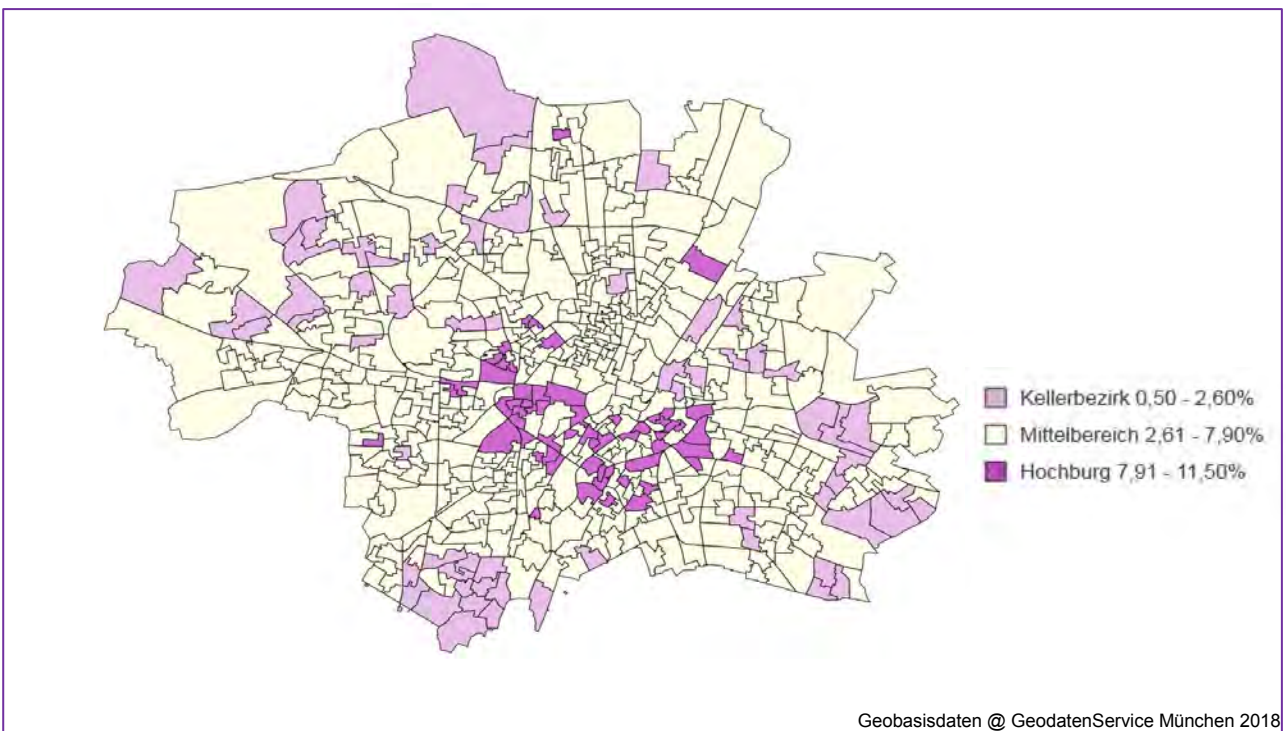 Kellerbezirk 0,50 - 2,60%
Mittelbereich 2,61 - 7,90%
Hochburg 7,91 - 11,50%
Geobasisdaten @ GeodatenService München 2018